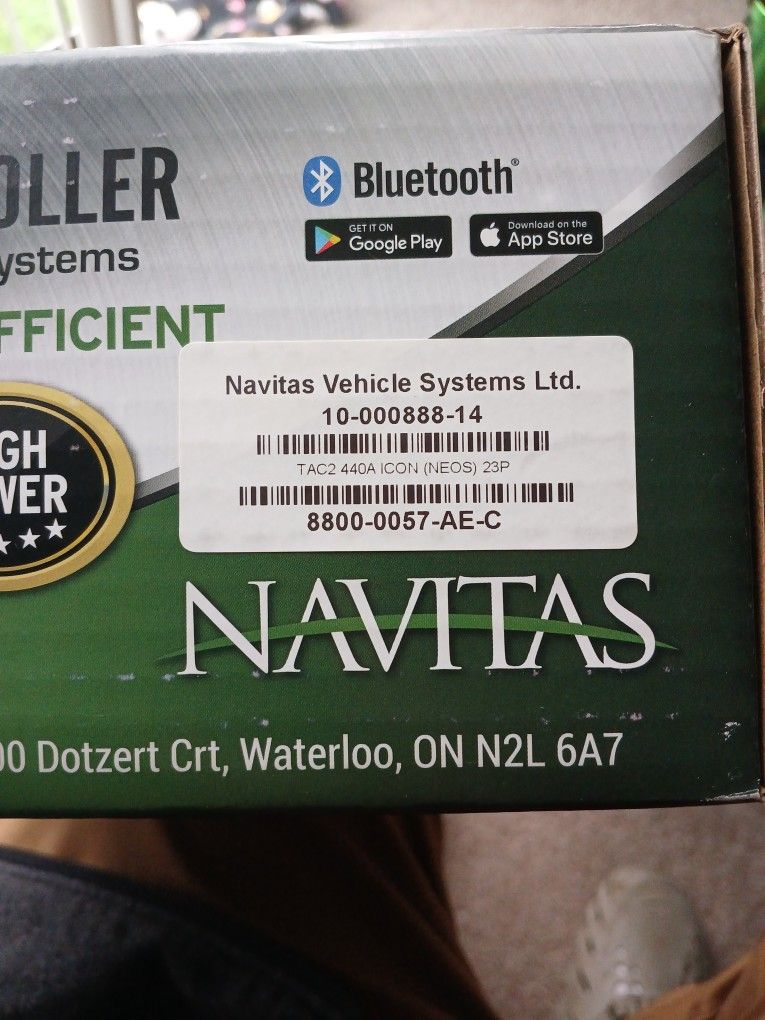 OLLER
Bluetooth®
GET IT ON
Google Play
Download on the
App Store
ystems
FFICIENT
Navitas Vehicle Systems Ltd.
10-000888-14
TAC2 440A ICON (NEOS) 23P
8800-0057-AE-C
GH
WER
NAVITAS
00 Dotzert Crt, Waterloo, ON N2L 6A7